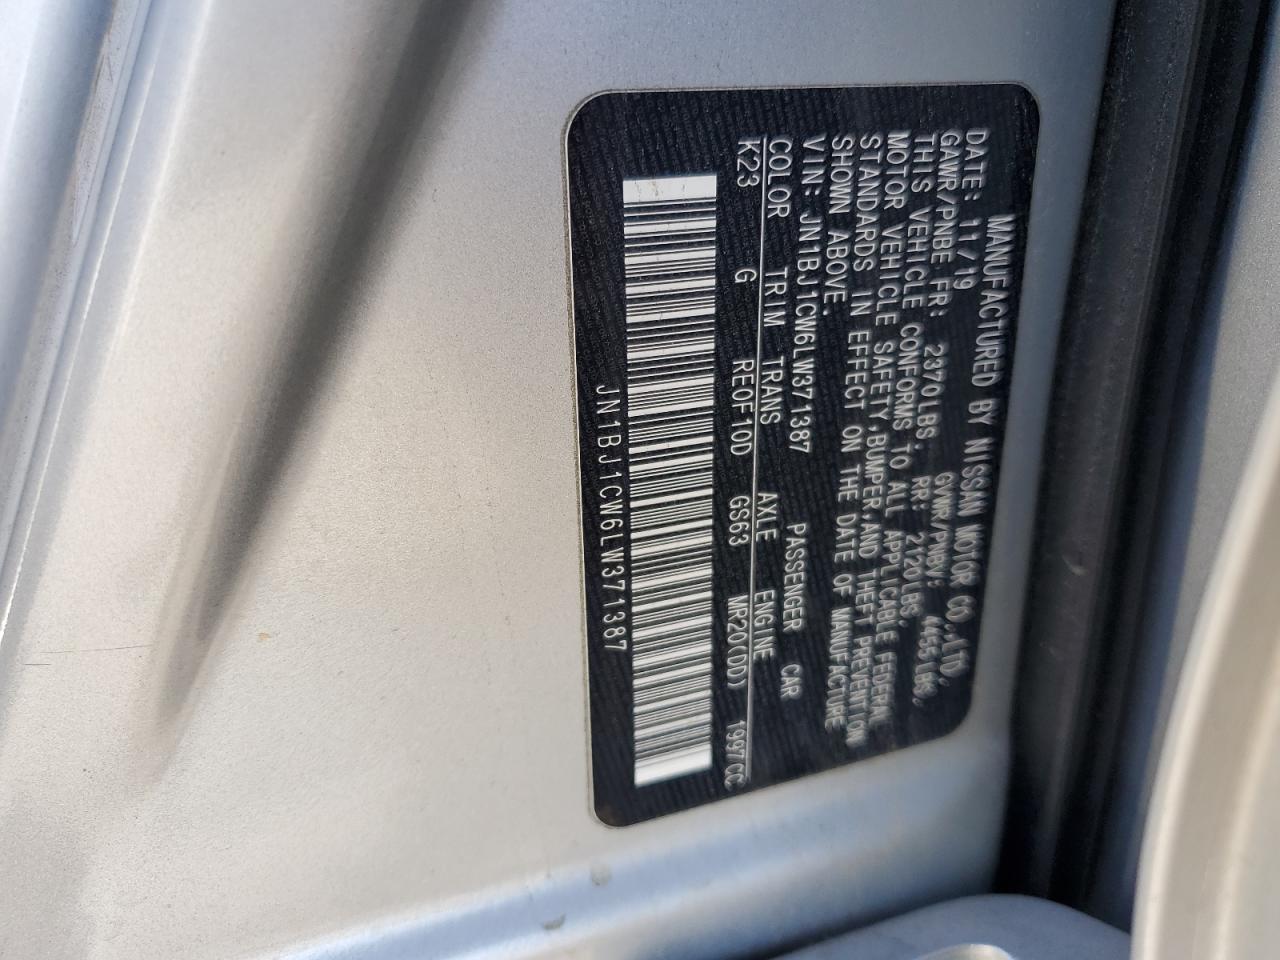 MANUFACTURED BY NISSAN MOTOR CO.,LTD.
DATE: 11/19 GVWR/PNBV: 4455 LBS,
GAWR/PNBE FR: 2370LBS, RR: 2120LBS,
THIS VEHICLE CONFORMS TO ALL APPLICABLE FEDERAL
MOTOR VEHICLE SAFETY,BUMPER,AND THEFT PREVENTION
STANDARDS IN EFFECT ON THE DATE OF MANUFACTURE
SHOWN ABOVE.
VIN: JN1BJ1CW6LW371387 PASSENGER CAR
COLOR TRIM TRANS AXLE ENGINE
K23 G RE0F10D GS63 MR20(DD) 1997CC
JN1BJ1CW6LW371387